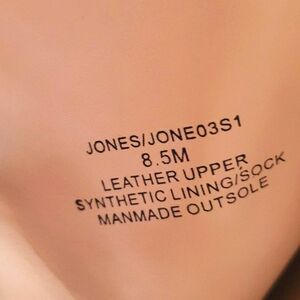 JONES/JONE03S1
8.5M
LEATHER UPPER
SYNTHETIC LINING/SOCK
MANMADE OUTSOLE